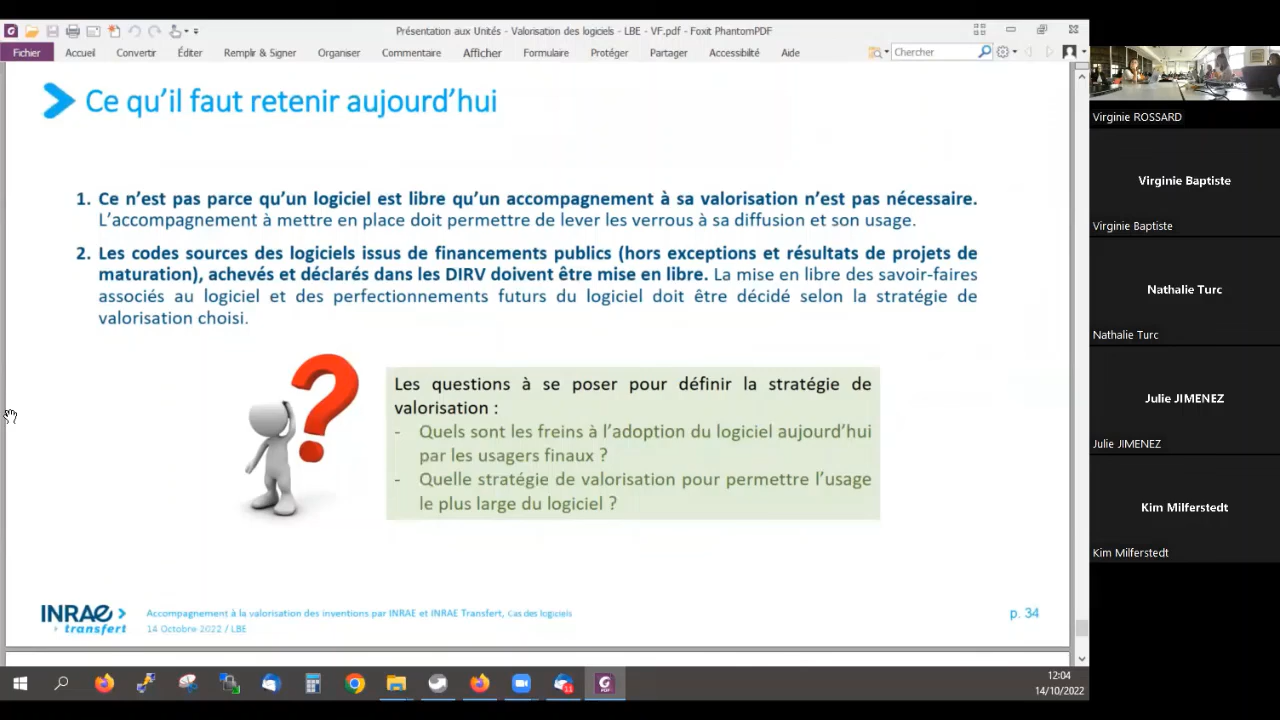 Présentation aux Unités - Valorisation des logiciels - LBE - VF.pdf - Foxit PhantomPDF
Fichier Accueil Convertir Éditer Remplir & Signer Organiser Commentaire Afficher Formulaire Protéger Partager Accessibilité Aide Chercher
Ce qu'il faut retenir aujourd'hui
1. Ce n'est pas parce qu'un logiciel est libre qu'un accompagnement à sa valorisation n'est pas nécessaire.
L'accompagnement à mettre en place doit permettre de lever les verrous à sa diffusion et son usage.
2. Les codes sources des logiciels issus de financements publics (hors exceptions et résultats de projets de
maturation), achevés et déclarés dans les DIRV doivent être mise en libre. La mise en libre des savoir-faires
associés au logiciel et des perfectionnements futurs du logiciel doit être décidé selon la stratégie de
valorisation choisi.
Les questions à se poser pour définir la stratégie de
valorisation :
- Quels sont les freins à l'adoption du logiciel aujourd'hui
par les usagers finaux ?
- Quelle stratégie de valorisation pour permettre l'usage
le plus large du logiciel ?
INRAE
transfert
Accompagnement à la valorisation des inventions par INRAE et INRAE Transfert, Cas des logiciels
14 Octobre 2022 / LBE
p. 34
12:04
14/10/2022
Virginie ROSSARD
Virginie Baptiste
Virginie Baptiste
Nathalie Turc
Nathalie Turc
Julie JIMENEZ
Julie JIMENEZ
Kim Milferstedt
Kim Milferstedt